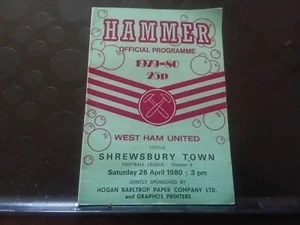 HAMMER
OFFICIAL PROGRAMME
1979-80
25p
WEST HAM UNITED
versus
SHREWSBURY TOWN
FOOTBALL LEAGUE - Division 2
Saturday 26 April 1980 : 3 pm
JOINTLY SPONSORED BY
HOGAN BARLTROP PAPER COMPANY LTD.
and GRAPHOS PRINTERS